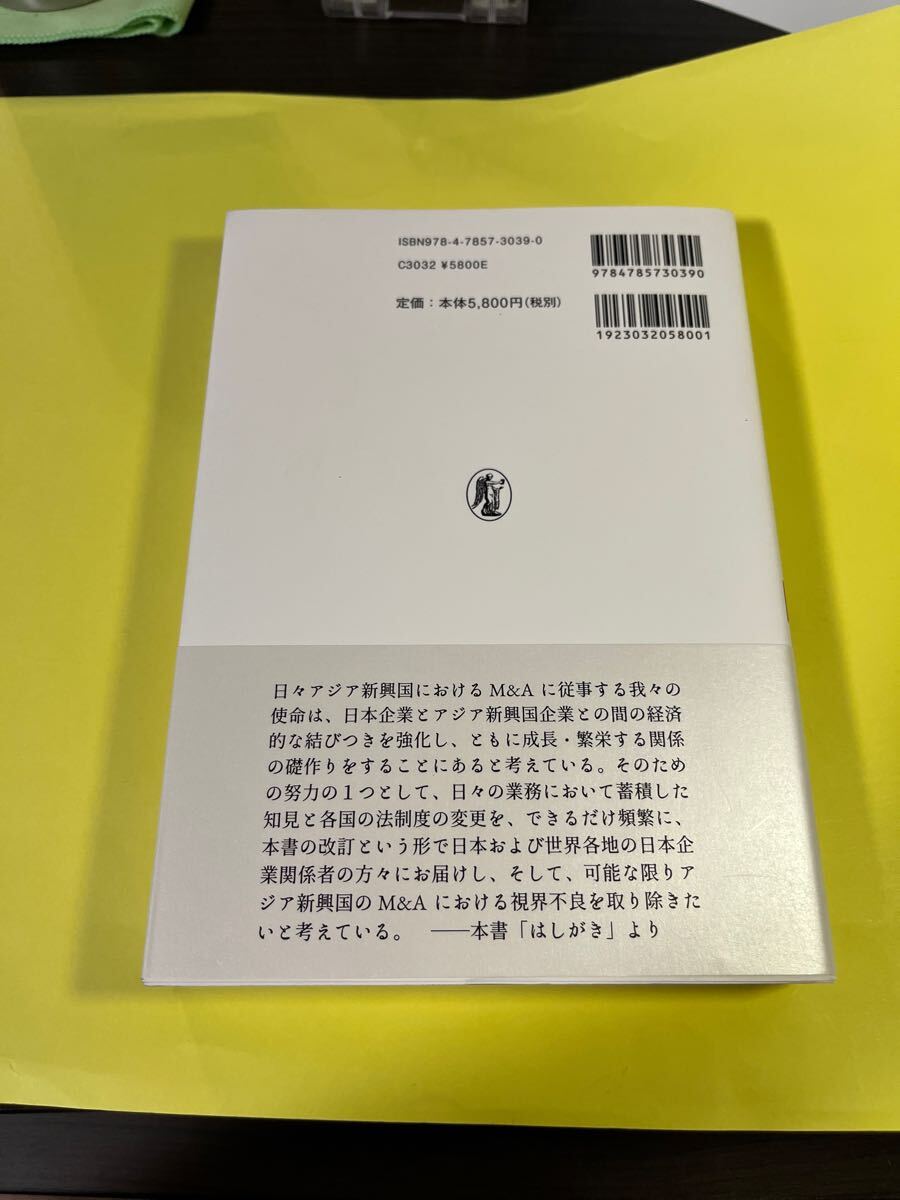 ISBN978-4-7857-3039-0
C3032 ¥5800E
定価：本体5,800円(税別)
9784785730390
1923032058001
日々アジア新興国における M&A に従事する我々の
使命は、日本企業とアジア新興国企業との間の経済
的な結びつきを強化し、ともに成長・繁栄する関係
の礎作りをすることにあると考えている。そのため
の努力の１つとして、日々の業務において蓄積した
知見と各国の法制度の変更を、できるだけ頻繁に、
本書の改訂という形で日本および世界各地の日本企
業関係者の方々にお届けし、そして、可能な限りア
ジア新興国の M&A における視界不良を取り除きた
いと考えている。 ──本書「はしがき」より